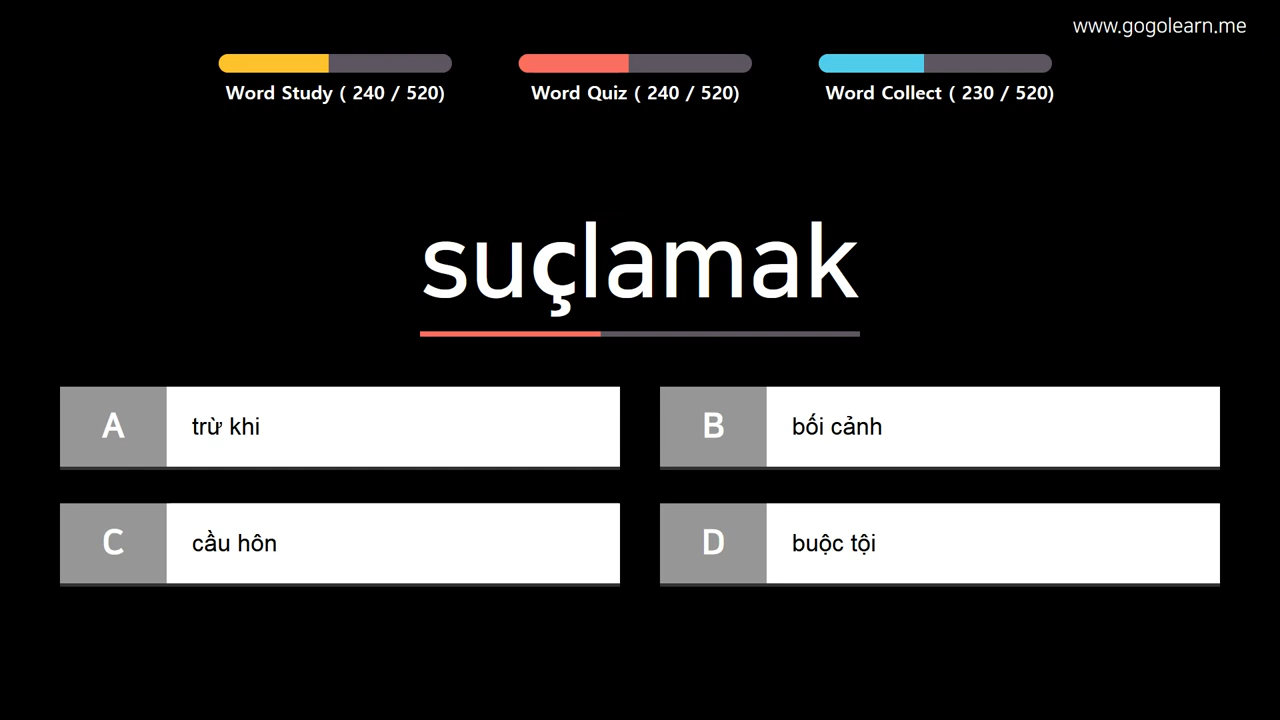 www.gogolearn.me
Word Study ( 240 / 520)
Word Quiz ( 240 / 520)
Word Collect ( 230 / 520)
suçlamak
A
trừ khi
B
bối cảnh
C
cầu hôn
D
buộc tội